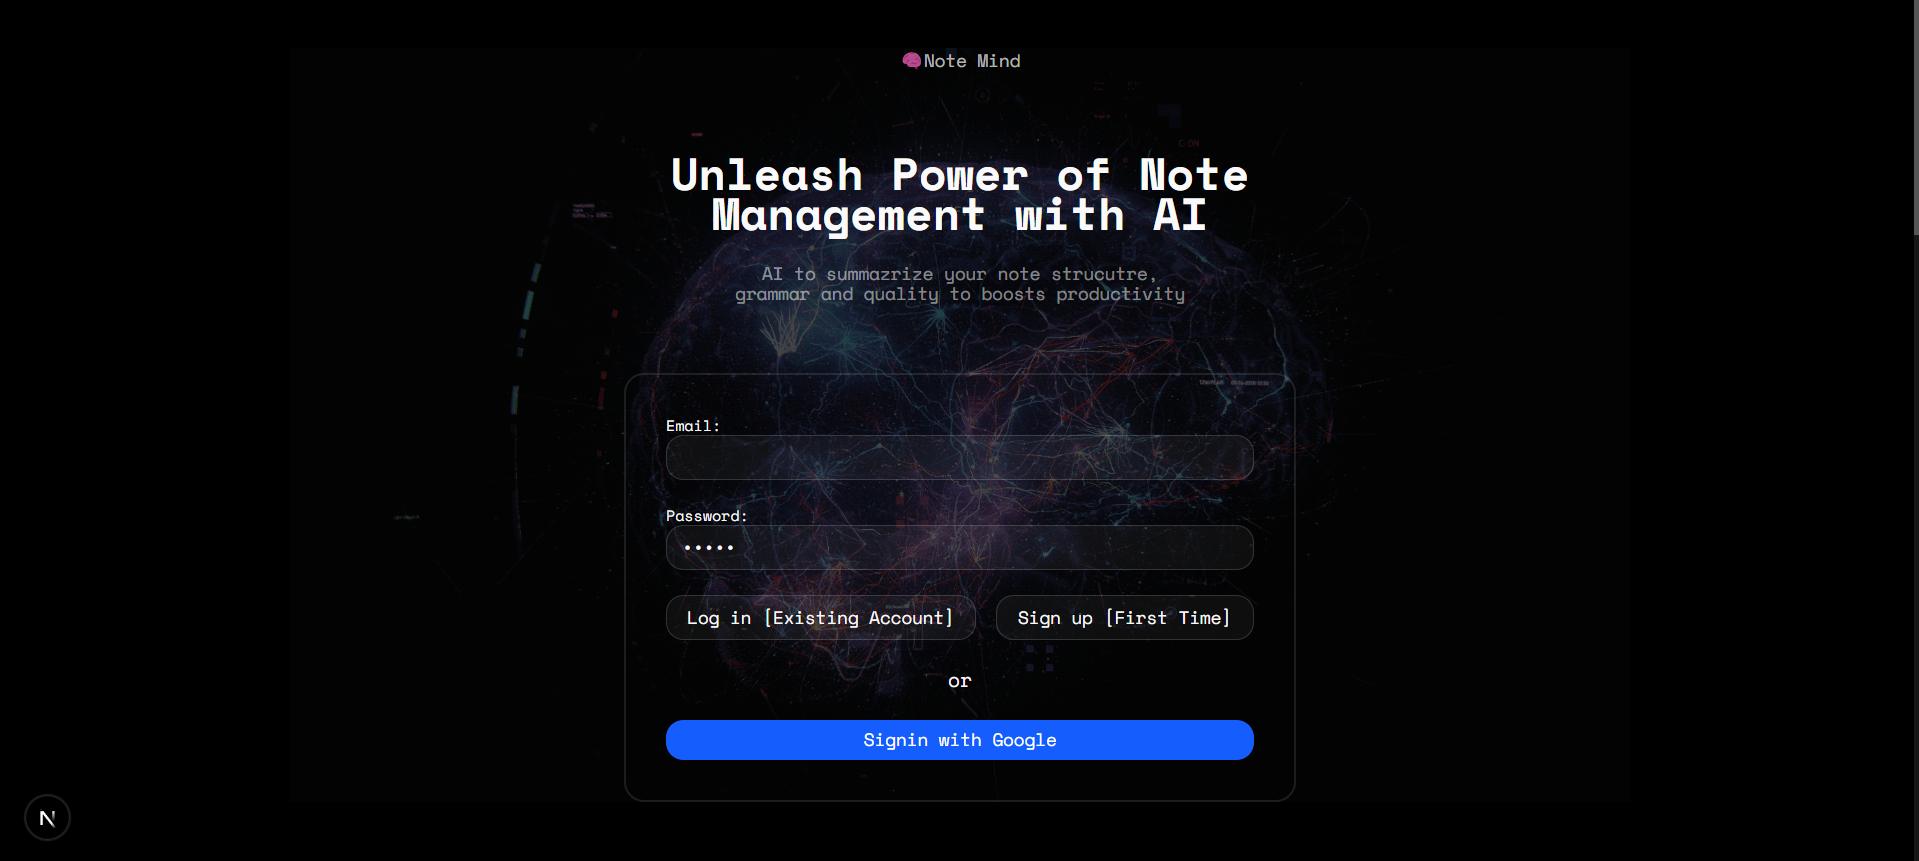 Note Mind
Unleash Power of Note
Management with AI
AI to summazrize your note strucutre,
grammar and quality to boosts productivity
Email:
Password:
•••••
Log in [Existing Account]
Sign up [First Time]
or
Signin with Google
N